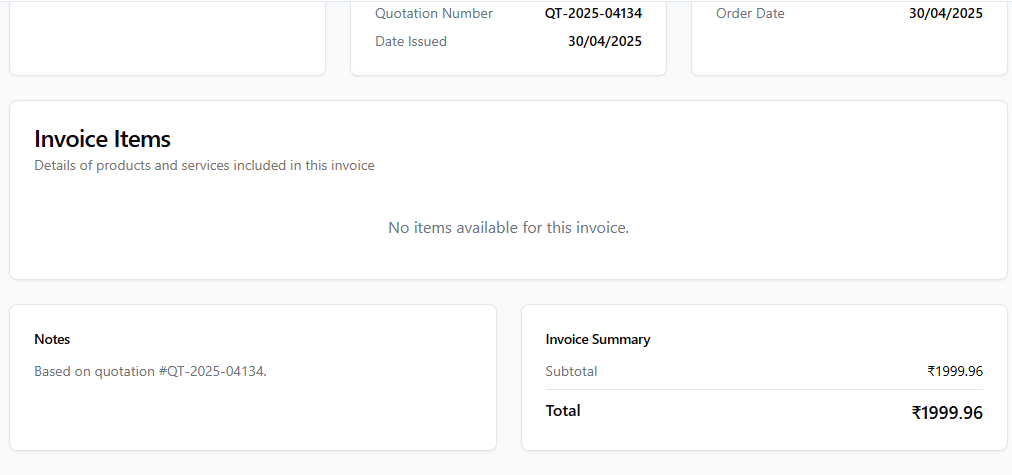 Quotation Number QT-2025-04134
Date Issued 30/04/2025
Order Date 30/04/2025
Invoice Items
Details of products and services included in this invoice
No items available for this invoice.
Notes
Based on quotation #QT-2025-04134.
Invoice Summary
Subtotal ₹1999.96
Total ₹1999.96